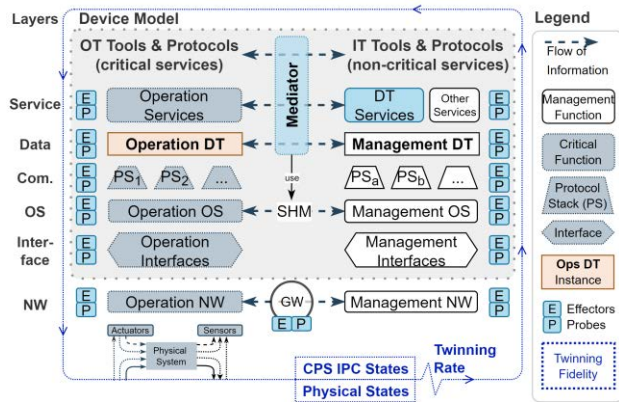 Layers
Device Model
OT Tools & Protocols
(critical services)
IT Tools & Protocols
(non-critical services)
Mediator
Service
E
P
Operation
Services
DT
Services
Other
Services
E
P
Data
E
P
Operation DT
Management DT
E
P
Com.
E
P
PS1
PS2
...
use
PSa
PSb
...
E
P
OS
E
P
Operation OS
SHM
Management OS
E
P
Inter-
face
E
P
Operation
Interfaces
Management
Interfaces
E
P
NW
E
P
Operation NW
GW
E P
Management NW
E
P
Actuators
Sensors
Physical
System
CPS IPC States
Physical States
Twinning
Rate
Legend
Flow of
Information
Management
Function
Critical
Function
Protocol
Stack (PS)
Interface
Ops DT
Instance
E Effectors
P Probes
Twinning
Fidelity